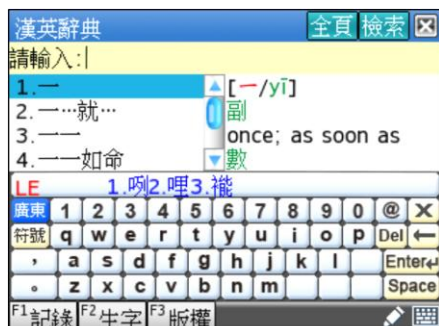 漢英辭典 全頁 檢索
請輸入:
1.一
2.一…就…
3.一一
4.一一如命
[一/yī]
副
once; as soon as
數
LE 1.咧2.哩3.
廣東 1 2 3 4 5 6 7 8 9 0 @ X
符號 q w e r t y u i o p Del ←
, a s d f g h j k l Enter↵
。 z x c v b n m Space
F1記錄 F2生字 F3版權